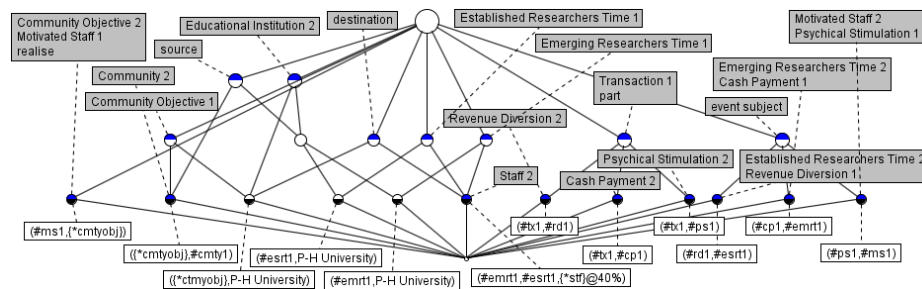 Community Objective 2
Motivated Staff 1
realise
Educational Institution 2
destination
Established Researchers Time 1
Motivated Staff 2
Psychical Stimulation 1
source
Emerging Researchers Time 1
Community 2
Transaction 1
part
Emerging Researchers Time 2
Cash Payment 1
Community Objective 1
event subject
Revenue Diversion 2
Psychical Stimulation 2
Established Researchers Time 2
Revenue Diversion 1
Staff 2
Cash Payment 2
(#ms1,{*cmtyobj})
(#tx1,#rd1)
(#tx1,#ps1)
(#cp1,#emrt1)
({*cmtyobj},#cmty1)
(#esrt1,P-H University)
(#tx1,#cp1)
(#rd1,#esrt1)
(#ps1,#ms1)
({*ctmyobj},P-H University)
(#emrt1,P-H University)
(#emrt1,#esrt1,{*stf}@40%)